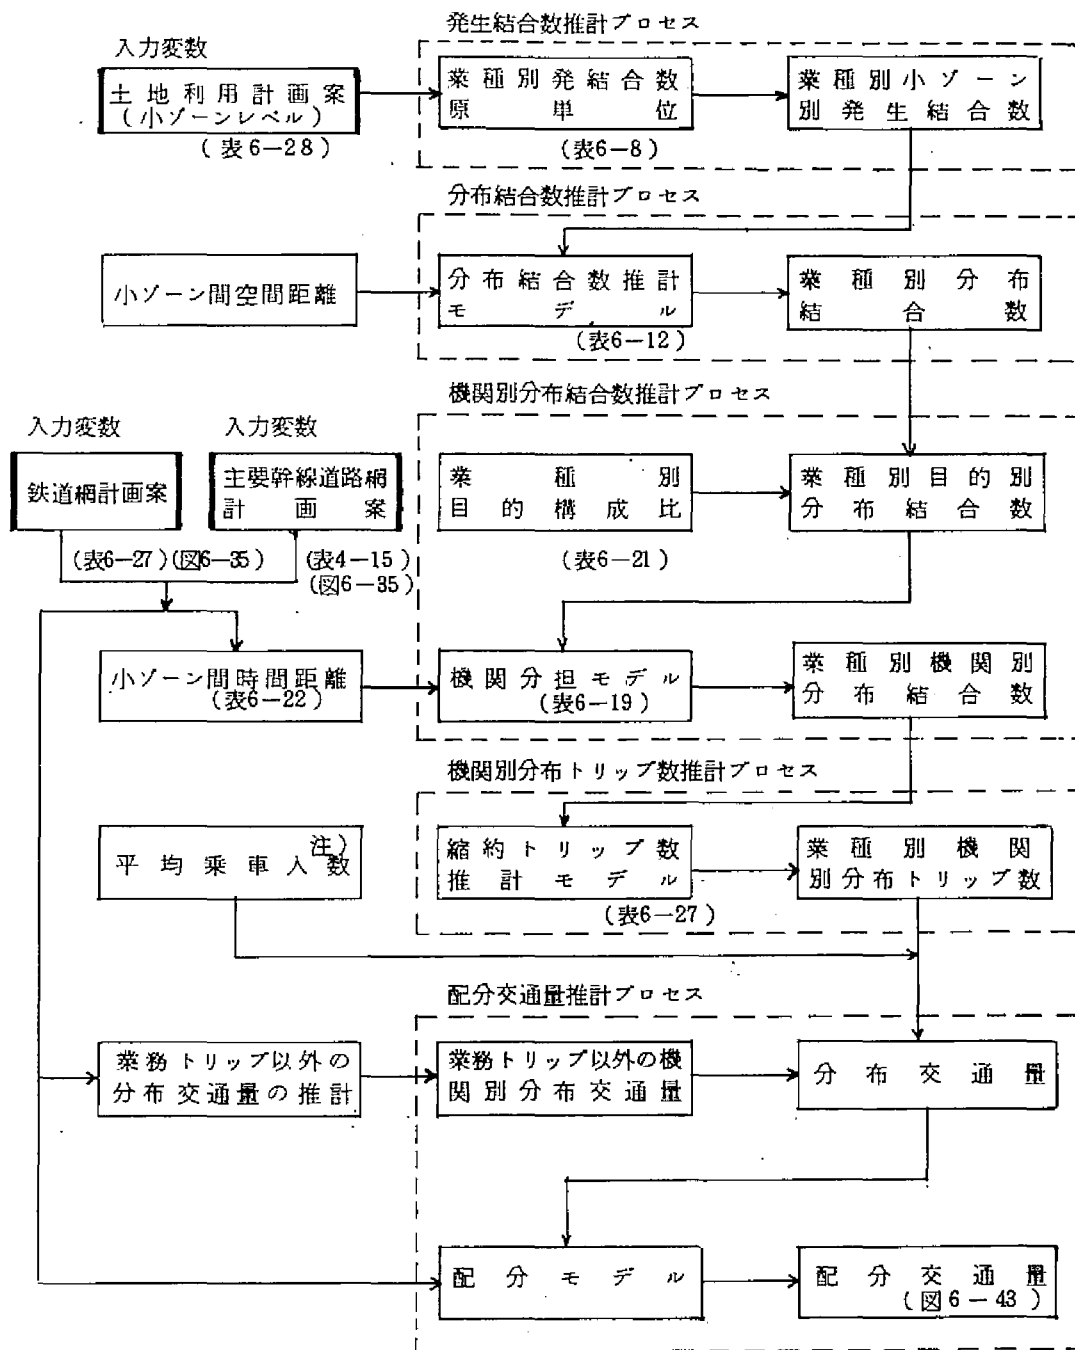 発生結合数推計プロセス
入力変数
土地利用計画案
(小ゾーンレベル)
(表6-28)
業種別発結合数
原単位
(表6-8)
業種別小ゾーン
別発生結合数
分布結合数推計プロセス
小ゾーン間空間距離
分布結合数推計
モデル
(表6-12)
業種別分布
結合数
機関別分布結合数推計プロセス
入力変数
入力変数
鉄道網計画案
主要幹線道路網
計画案
(表6-27)(図6-35)
(表4-15)
(図6-35)
業種別
目的構成比
(表6-21)
業種別目的別
分布結合数
小ゾーン間時間距離
(表6-22)
機関分担モデル
(表6-19)
業種別機関別
分布結合数
機関別分布トリップ数推計プロセス
注)
平均乗車人数
縮約トリップ数
推計モデル
(表6-27)
業種別機関
別分布トリップ数
配分交通量推計プロセス
業務トリップ以外の
分布交通量の推計
業務トリップ以外の機
関別分布交通量
分布交通量
配分モデル
配分交通量
(図6-43)